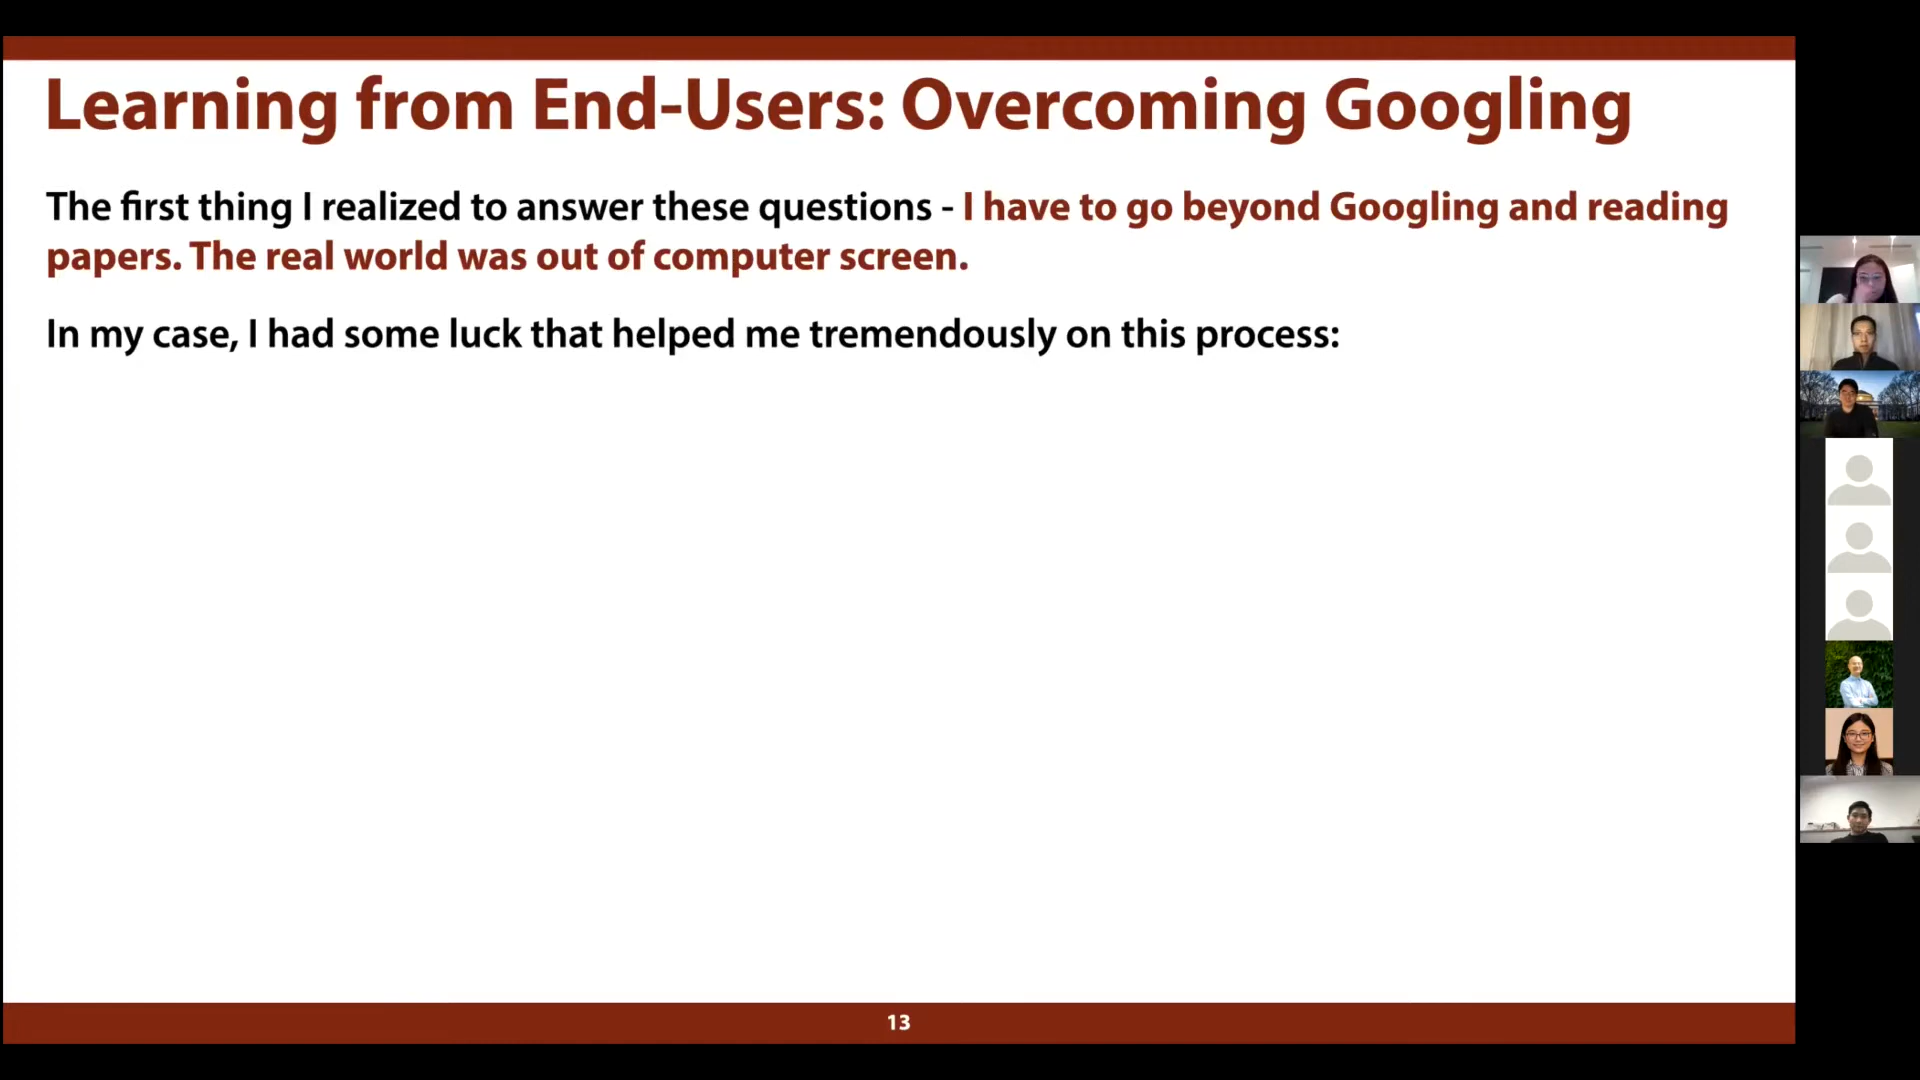 Learning from End-Users: Overcoming Googling
The first thing I realized to answer these questions - I have to go beyond Googling and reading
papers. The real world was out of computer screen.
In my case, I had some luck that helped me tremendously on this process:
13